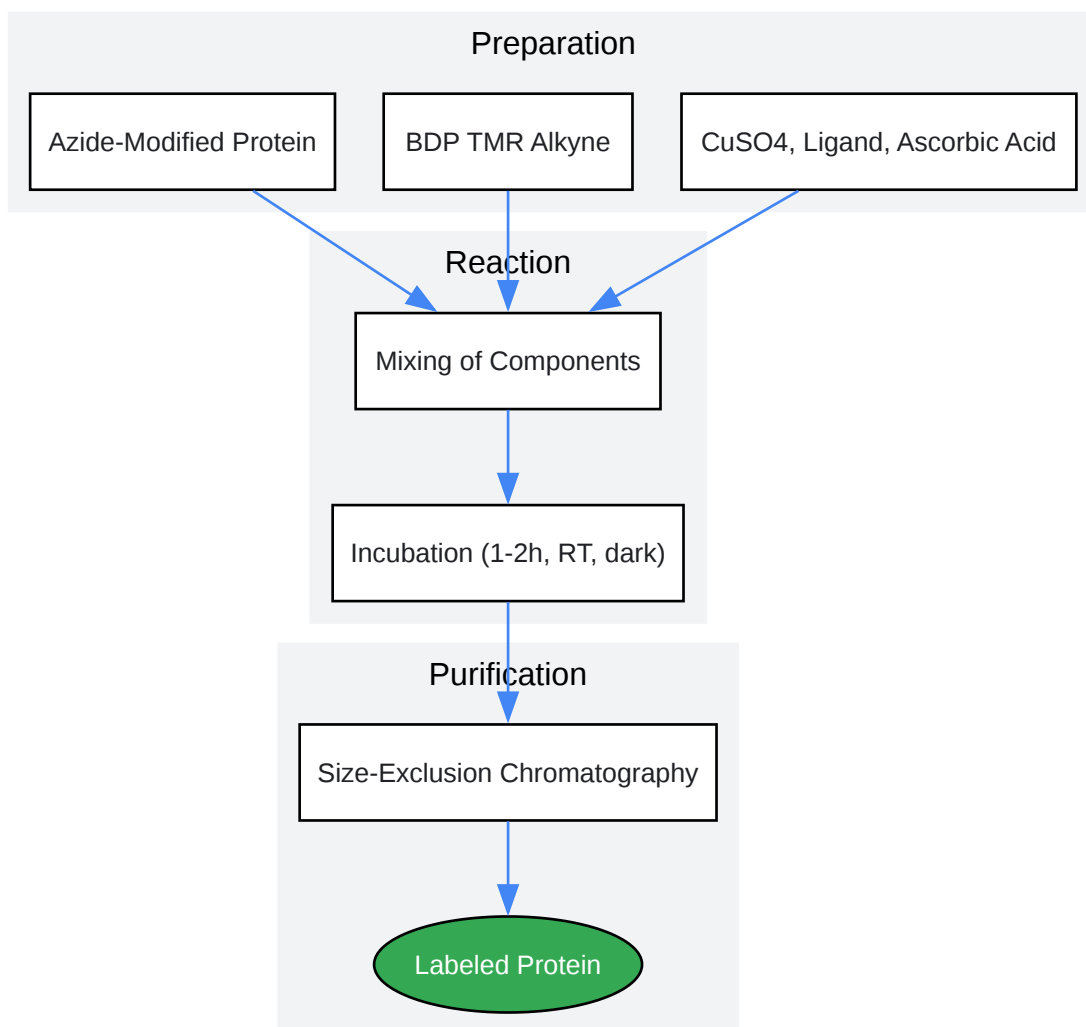 Preparation
Azide-Modified Protein
BDP TMR Alkyne
CuSO4, Ligand, Ascorbic Acid
Reaction
Mixing of Components
Incubation (1-2h, RT, dark)
Purification
Size-Exclusion Chromatography
Labeled Protein